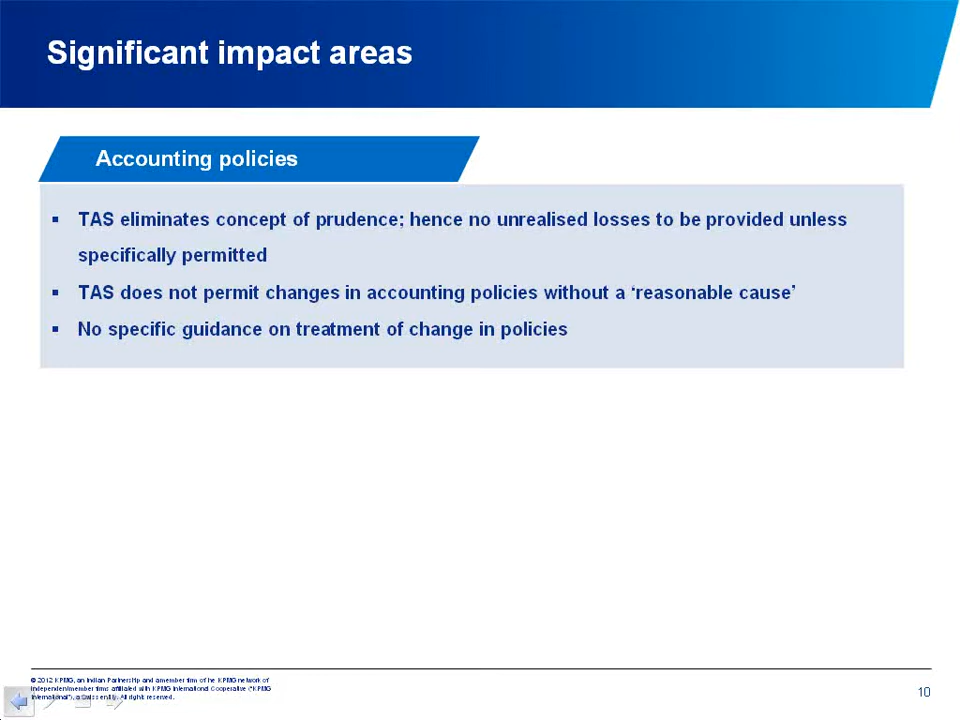 Significant impact areas
Accounting policies
▪ TAS eliminates concept of prudence; hence no unrealised losses to be provided unless
specifically permitted
▪ TAS does not permit changes in accounting policies without a ‘reasonable cause’
▪ No specific guidance on treatment of change in policies
© 2012 KPMG, an Indian Partnership and a member firm of the KPMG network of
independent member firms affiliated with KPMG International Cooperative (“KPMG
International”), a Swiss entity. All rights reserved.
10